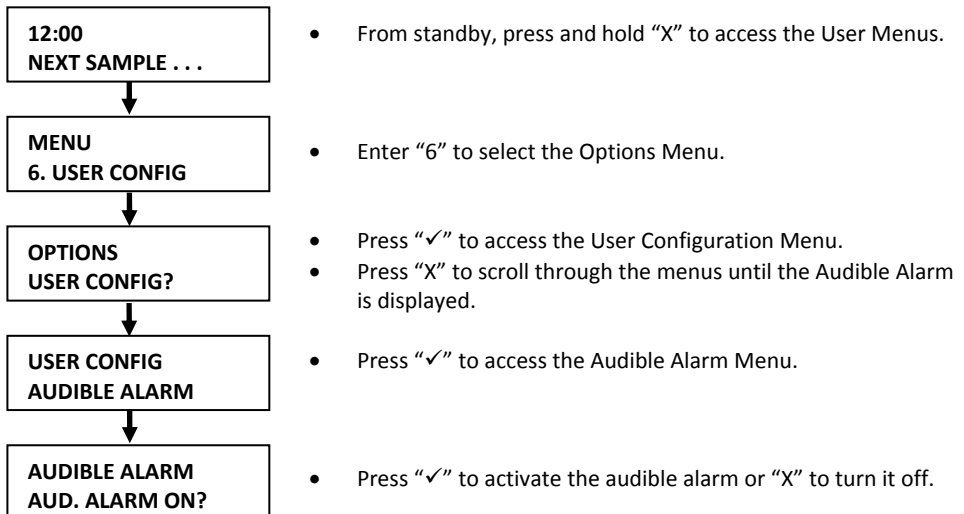 12:00
NEXT SAMPLE . . .
• From standby, press and hold “X” to access the User Menus.
MENU
6. USER CONFIG
• Enter “6” to select the Options Menu.
OPTIONS
USER CONFIG?
• Press “✓” to access the User Configuration Menu.
• Press “X” to scroll through the menus until the Audible Alarm
is displayed.
USER CONFIG
AUDIBLE ALARM
• Press “✓” to access the Audible Alarm Menu.
AUDIBLE ALARM
AUD. ALARM ON?
• Press “✓” to activate the audible alarm or “X” to turn it off.